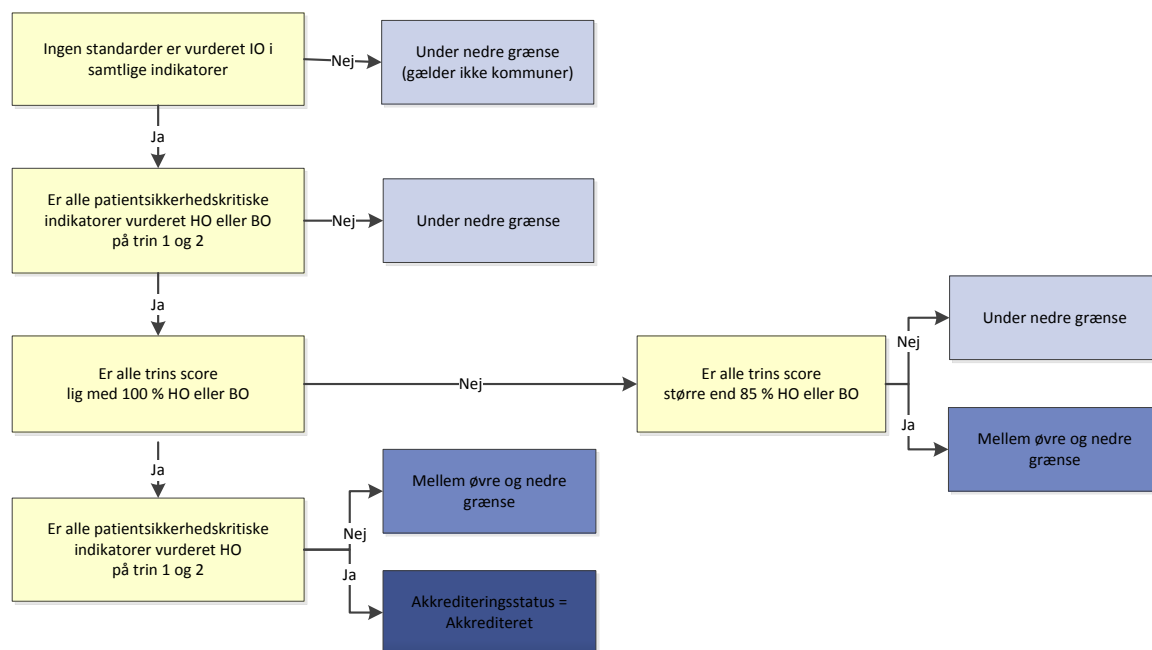 Ingen standarder er vurderet IO i
samtlige indikatorer
Nej
Under nedre grænse
(gælder ikke kommuner)
Ja
Er alle patientsikkerhedskritiske
indikatorer vurderet HO eller BO
på trin 1 og 2
Nej
Under nedre grænse
Ja
Er alle trins score
lig med 100 % HO eller BO
Nej
Er alle trins score
større end 85 % HO eller BO
Nej
Under nedre grænse
Ja
Mellem øvre og nedre
grænse
Ja
Er alle patientsikkerhedskritiske
indikatorer vurderet HO
på trin 1 og 2
Nej
Mellem øvre og nedre
grænse
Ja
Akkrediteringsstatus =
Akkrediteret